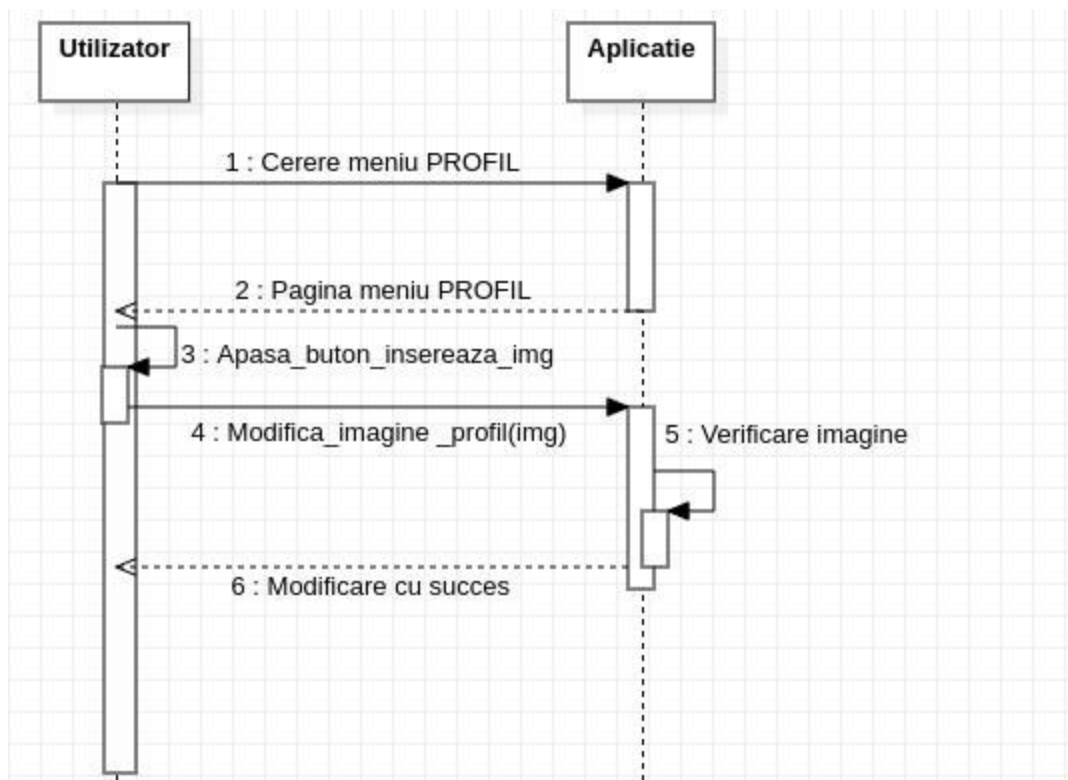 Utilizator
Aplicatie
1 : Cerere meniu PROFIL
2 : Pagina meniu PROFIL
3 : Apasa_buton_insereaza_img
4 : Modifica_imagine _profil(img)
5 : Verificare imagine
6 : Modificare cu succes